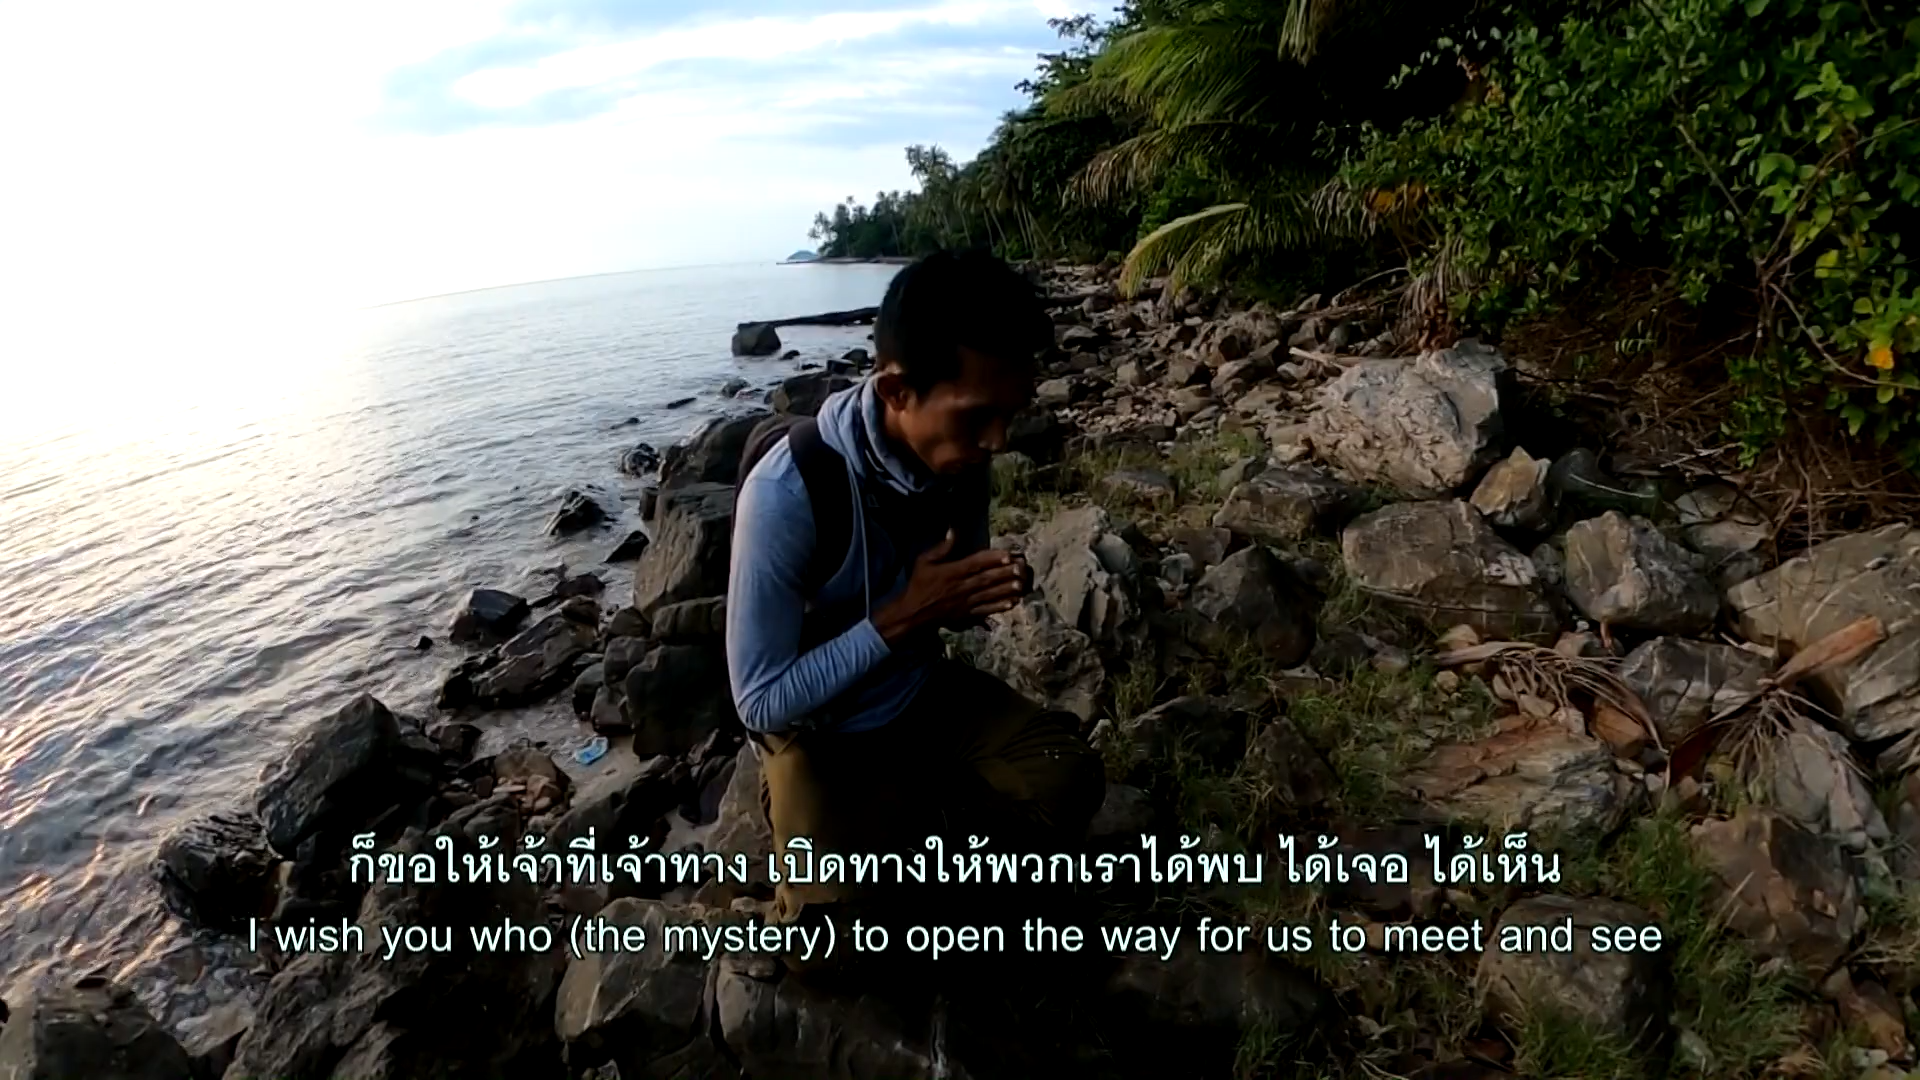 ก็ขอให้เจ้าที่เจ้าทาง เปิดทางให้พวกเราได้พบ ได้เจอ ได้เห็น
I wish you who (the mystery) to open the way for us to meet and see